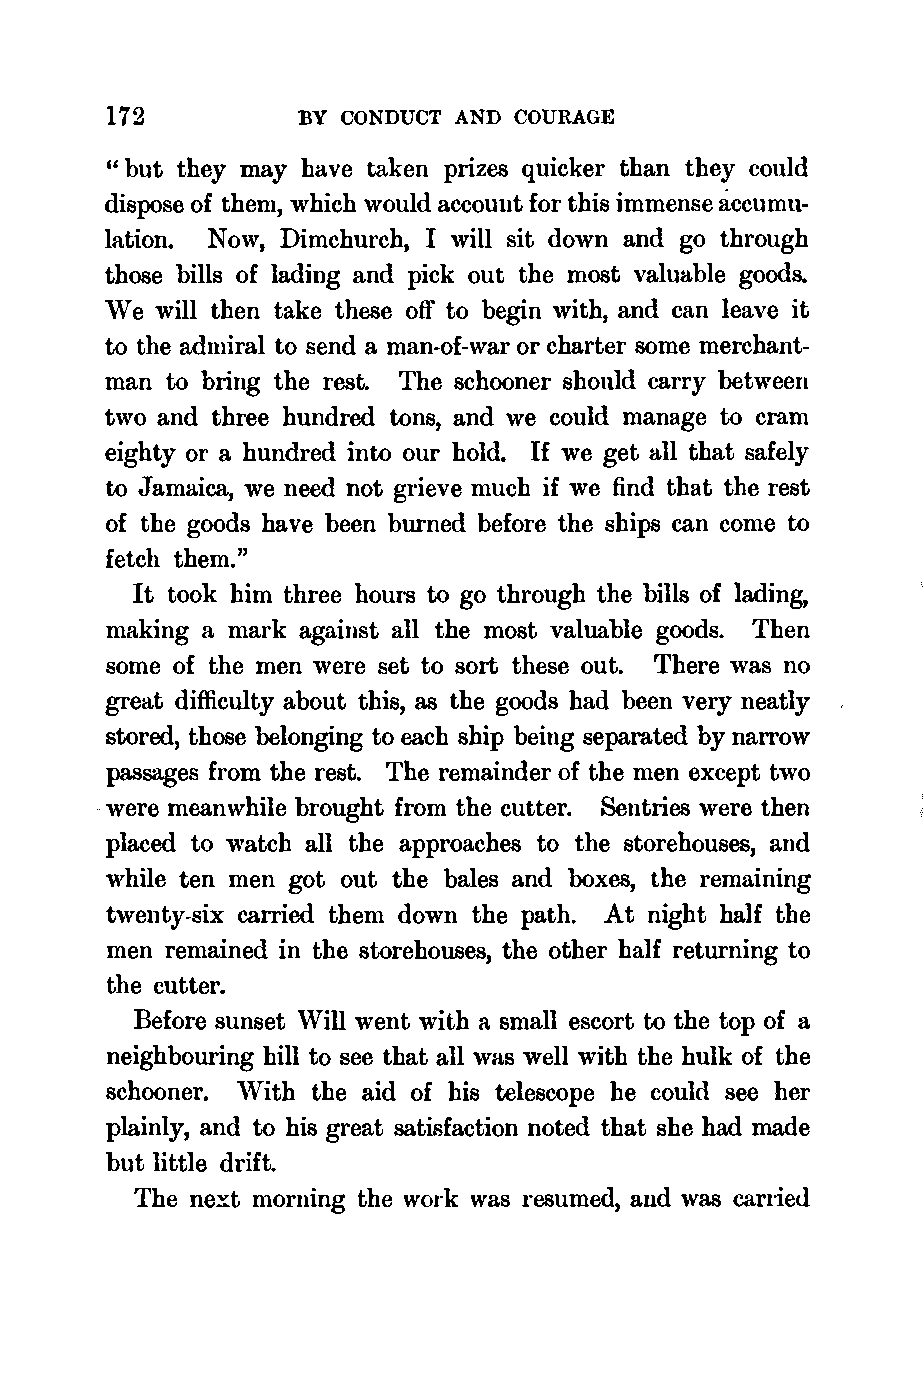 172 BY CONDUCT AND COURAGE
“but they may have taken prizes quicker than they could
dispose of them, which would account for this immense accumu-
lation. Now, Dimchurch, I will sit down and go through
those bills of lading and pick out the most valuable goods.
We will then take these off to begin with, and can leave it
to the admiral to send a man-of-war or charter some merchant-
man to bring the rest. The schooner should carry between
two and three hundred tons, and we could manage to cram
eighty or a hundred into our hold. If we get all that safely
to Jamaica, we need not grieve much if we find that the rest
of the goods have been burned before the ships can come to
fetch them.”
It took him three hours to go through the bills of lading,
making a mark against all the most valuable goods. Then
some of the men were set to sort these out. There was no
great difficulty about this, as the goods had been very neatly
stored, those belonging to each ship being separated by narrow
passages from the rest. The remainder of the men except two
were meanwhile brought from the cutter. Sentries were then
placed to watch all the approaches to the storehouses, and
while ten men got out the bales and boxes, the remaining
twenty-six carried them down the path. At night half the
men remained in the storehouses, the other half returning to
the cutter.
Before sunset Will went with a small escort to the top of a
neighbouring hill to see that all was well with the hulk of the
schooner. With the aid of his telescope he could see her
plainly, and to his great satisfaction noted that she had made
but little drift.
The next morning the work was resumed, and was carried